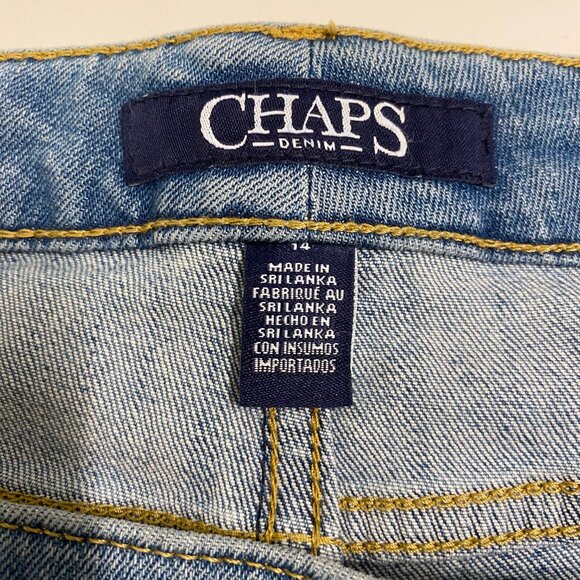 CHAPS
DENIM
14
MADE IN
SRI LANKA
FABRIQUÉ AU
SRI LANKA
HECHO EN
SRI LANKA
CON INSUMOS
IMPORTADOS